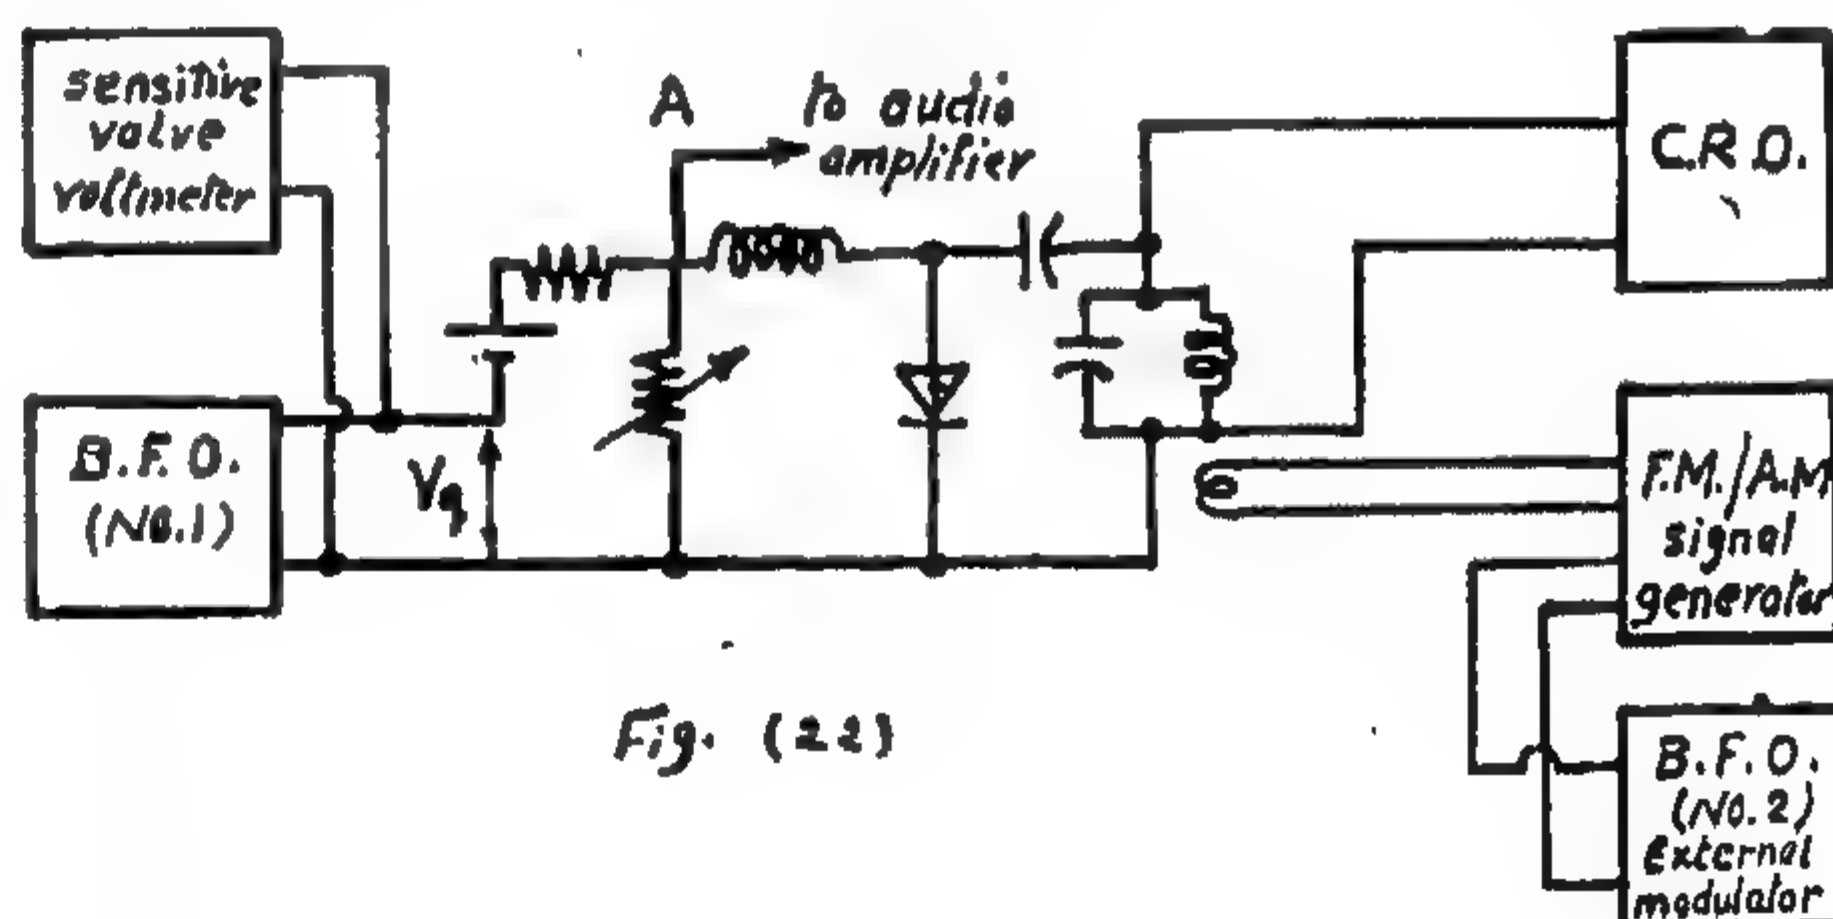 sensitive
valve
voltmeter
A
to audio
amplifier
C.R.O.
B.F.O.
(NO.1)
Vg
F.M./A.M
signal
generator
Fig. (22)
B.F.O.
(NO.2)
External
modulator